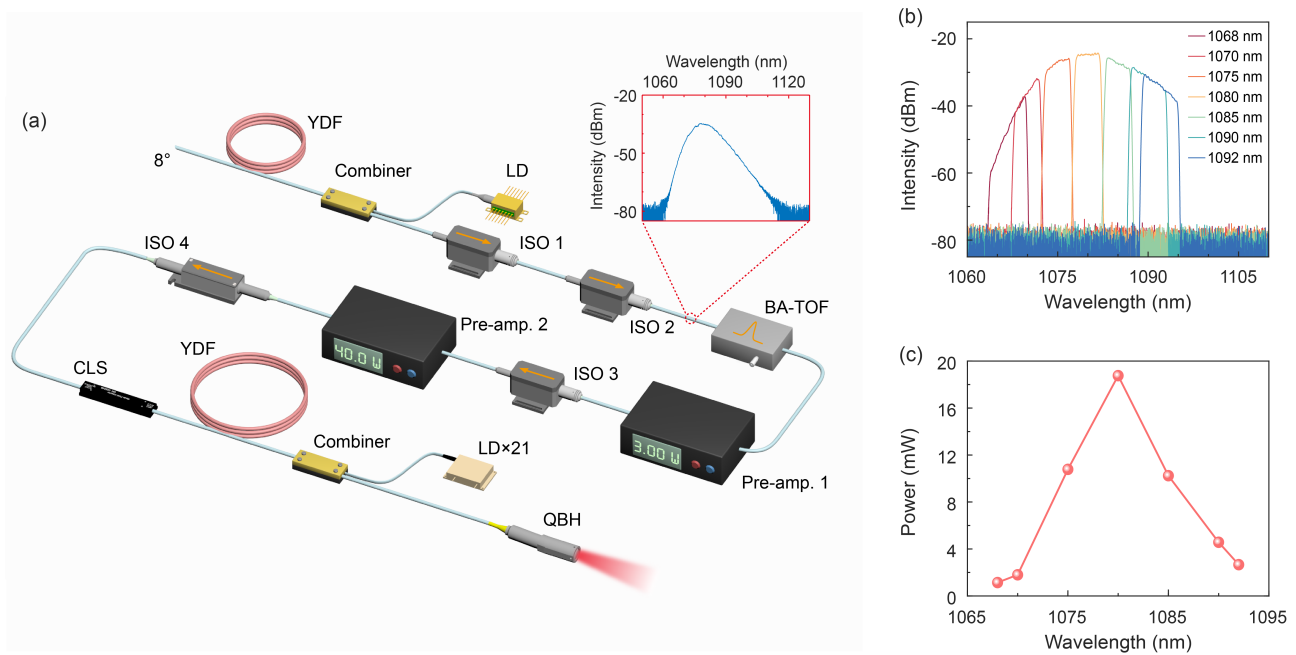 (a)
8°
YDF
Combiner
LD
ISO 1
ISO 2
BA-TOF
Wavelength (nm)
1060 1090 1120
Intensity (dBm)
-20
-50
-80
ISO 4
Pre-amp. 2
40.0 W
ISO 3
3.00 W
Pre-amp. 1
CLS
YDF
Combiner
LD×21
QBH
(b)
Intensity (dBm)
-20
-40
-60
-80
1060 1075 1090 1105
Wavelength (nm)
1068 nm
1070 nm
1075 nm
1080 nm
1085 nm
1090 nm
1092 nm
(c)
Power (mW)
20
16
12
8
4
0
1065 1075 1085 1095
Wavelength (nm)